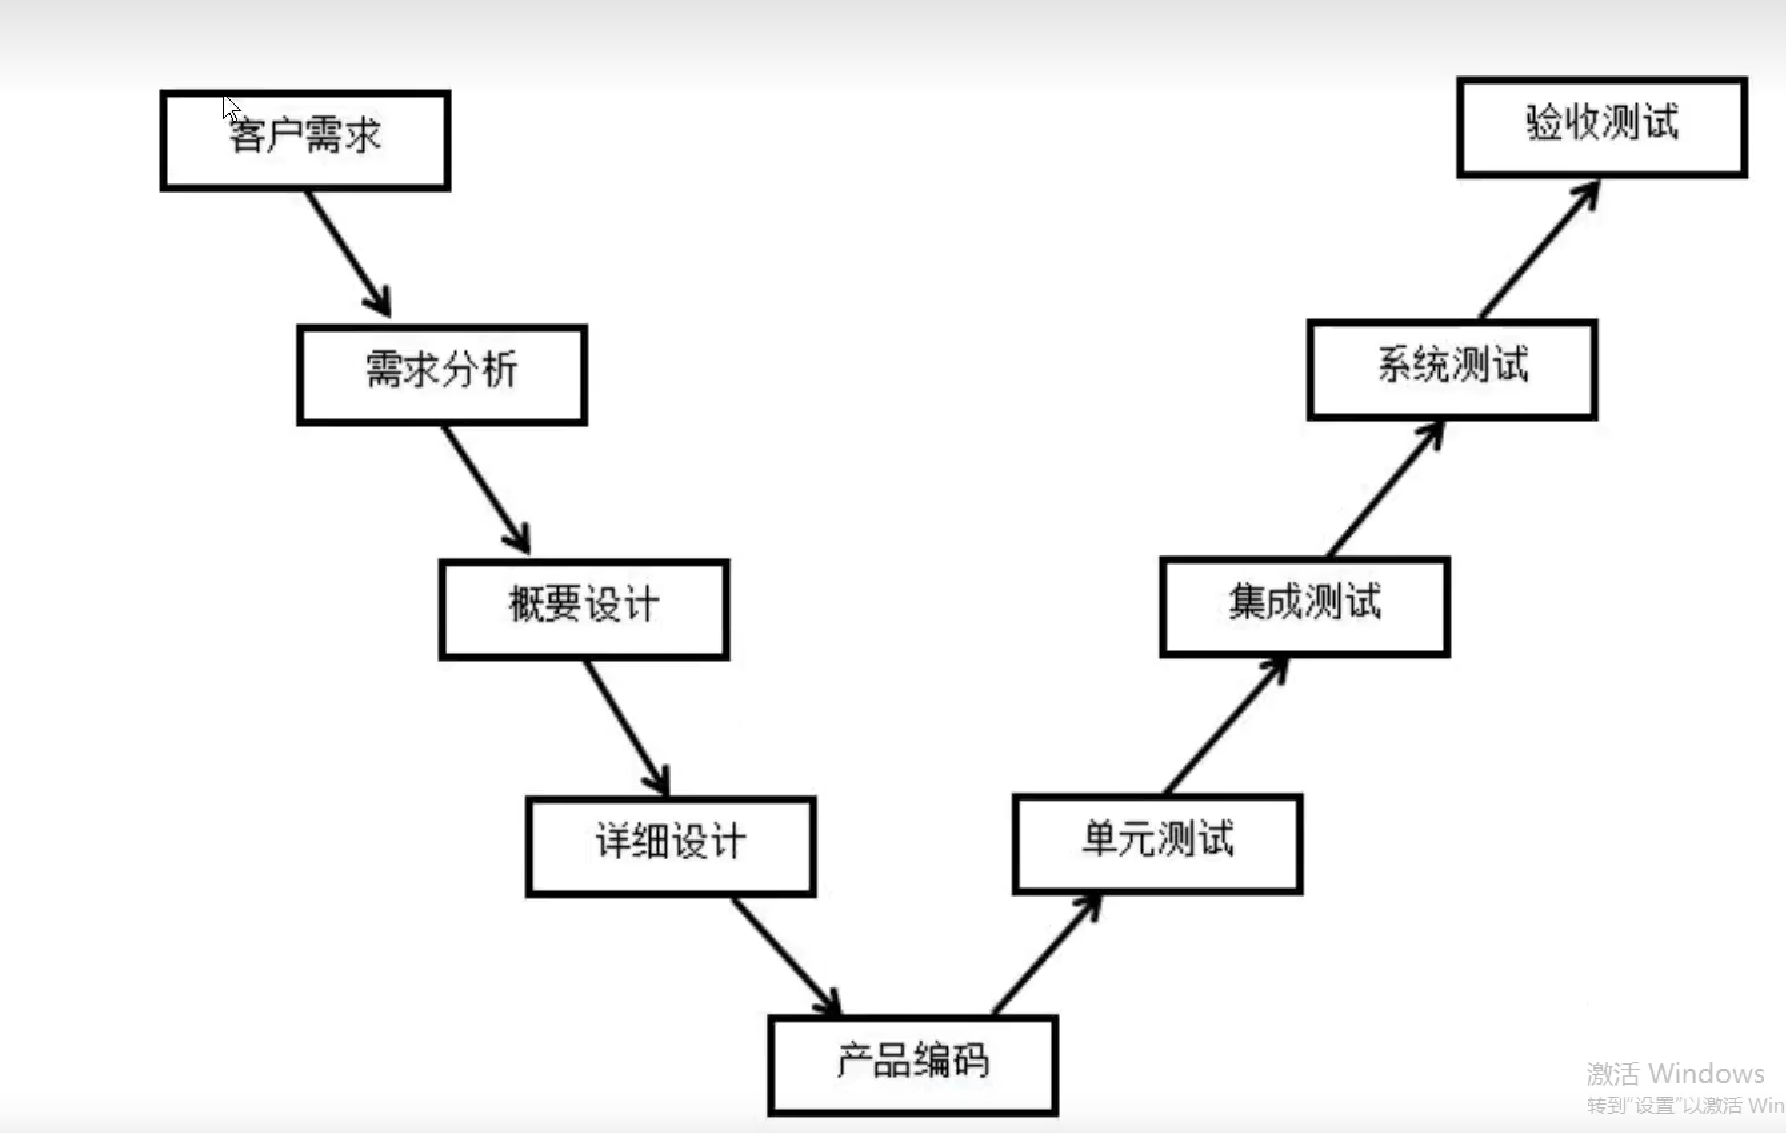 客户需求
验收测试
需求分析
系统测试
概要设计
集成测试
详细设计
单元测试
产品编码
激活 Windows
转到"设置"以激活 Win